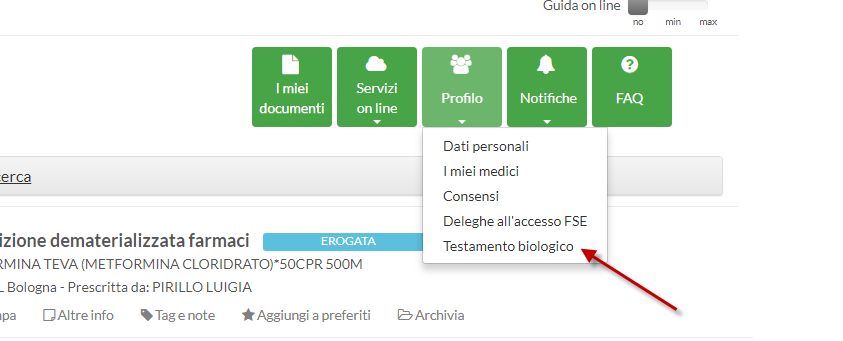 Guida on line
no min max
I miei documenti
Servizi on line
Profilo
Notifiche
FAQ
Dati personali
I miei medici
Consensi
Deleghe all'accesso FSE
Testamento biologico
cerca
izione dematerializzata farmaci EROGATA
RMINA TEVA (METFORMINA CLORIDRATO)*50CPR 500M
L Bologna - Prescritta da: PIRILLO LUIGIA
npa Altre info Tag e note Aggiungi a preferiti Archivia